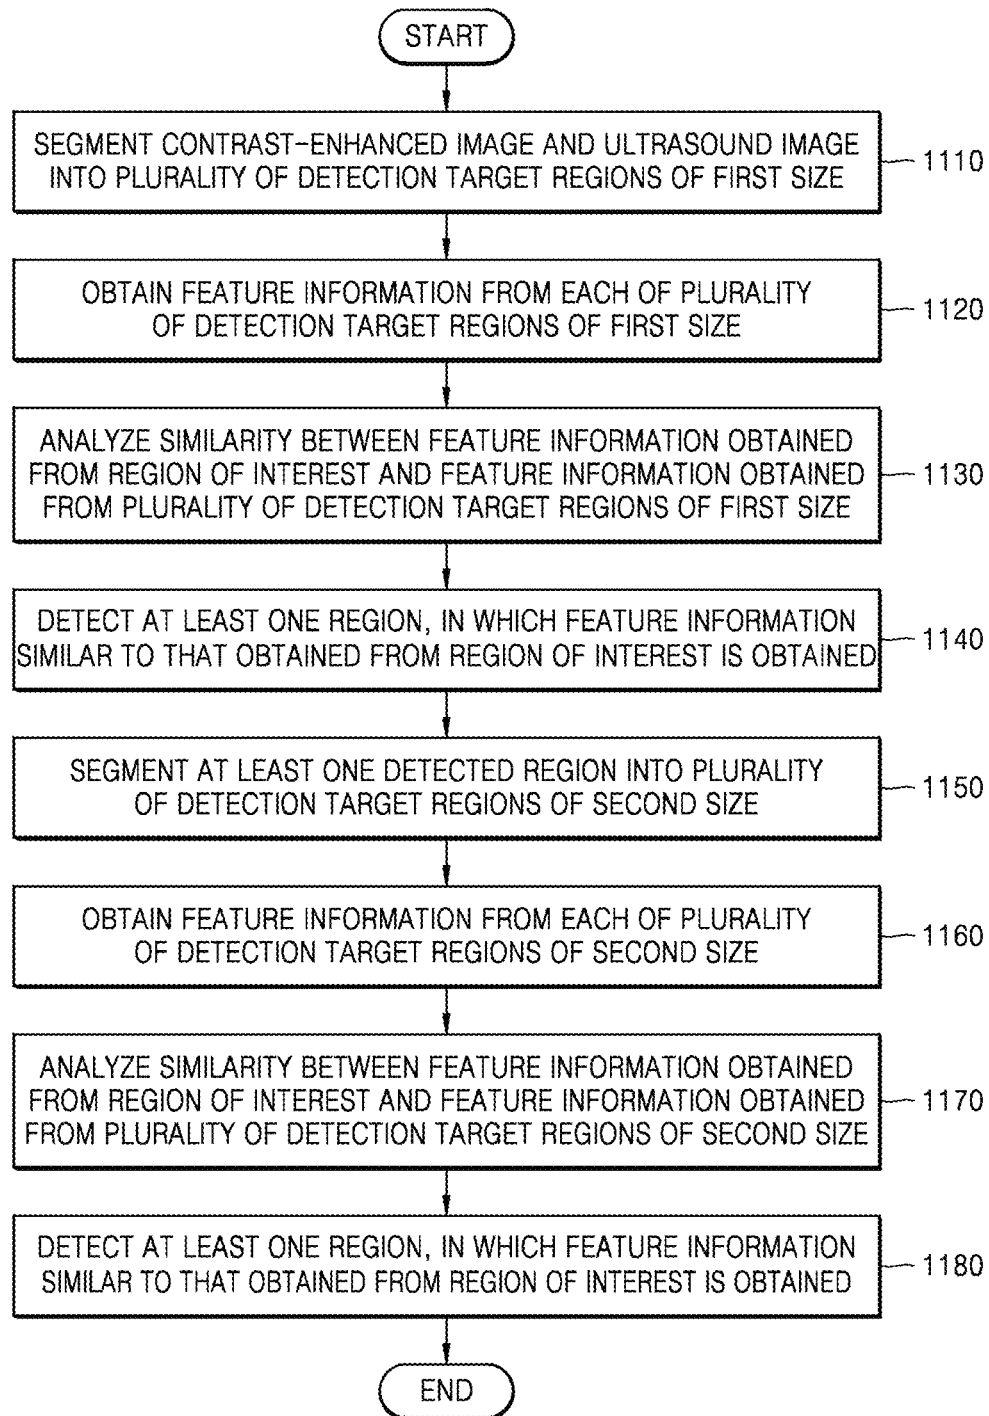 START
SEGMENT CONTRAST-ENHANCED IMAGE AND ULTRASOUND IMAGE
INTO PLURALITY OF DETECTION TARGET REGIONS OF FIRST SIZE
1110
OBTAIN FEATURE INFORMATION FROM EACH OF PLURALITY
OF DETECTION TARGET REGIONS OF FIRST SIZE
1120
ANALYZE SIMILARITY BETWEEN FEATURE INFORMATION OBTAINED
FROM REGION OF INTEREST AND FEATURE INFORMATION OBTAINED
FROM PLURALITY OF DETECTION TARGET REGIONS OF FIRST SIZE
1130
DETECT AT LEAST ONE REGION, IN WHICH FEATURE INFORMATION
SIMILAR TO THAT OBTAINED FROM REGION OF INTEREST IS OBTAINED
1140
SEGMENT AT LEAST ONE DETECTED REGION INTO PLURALITY
OF DETECTION TARGET REGIONS OF SECOND SIZE
1150
OBTAIN FEATURE INFORMATION FROM EACH OF PLURALITY
OF DETECTION TARGET REGIONS OF SECOND SIZE
1160
ANALYZE SIMILARITY BETWEEN FEATURE INFORMATION OBTAINED
FROM REGION OF INTEREST AND FEATURE INFORMATION OBTAINED
FROM PLURALITY OF DETECTION TARGET REGIONS OF SECOND SIZE
1170
DETECT AT LEAST ONE REGION, IN WHICH FEATURE INFORMATION
SIMILAR TO THAT OBTAINED FROM REGION OF INTEREST IS OBTAINED
1180
END